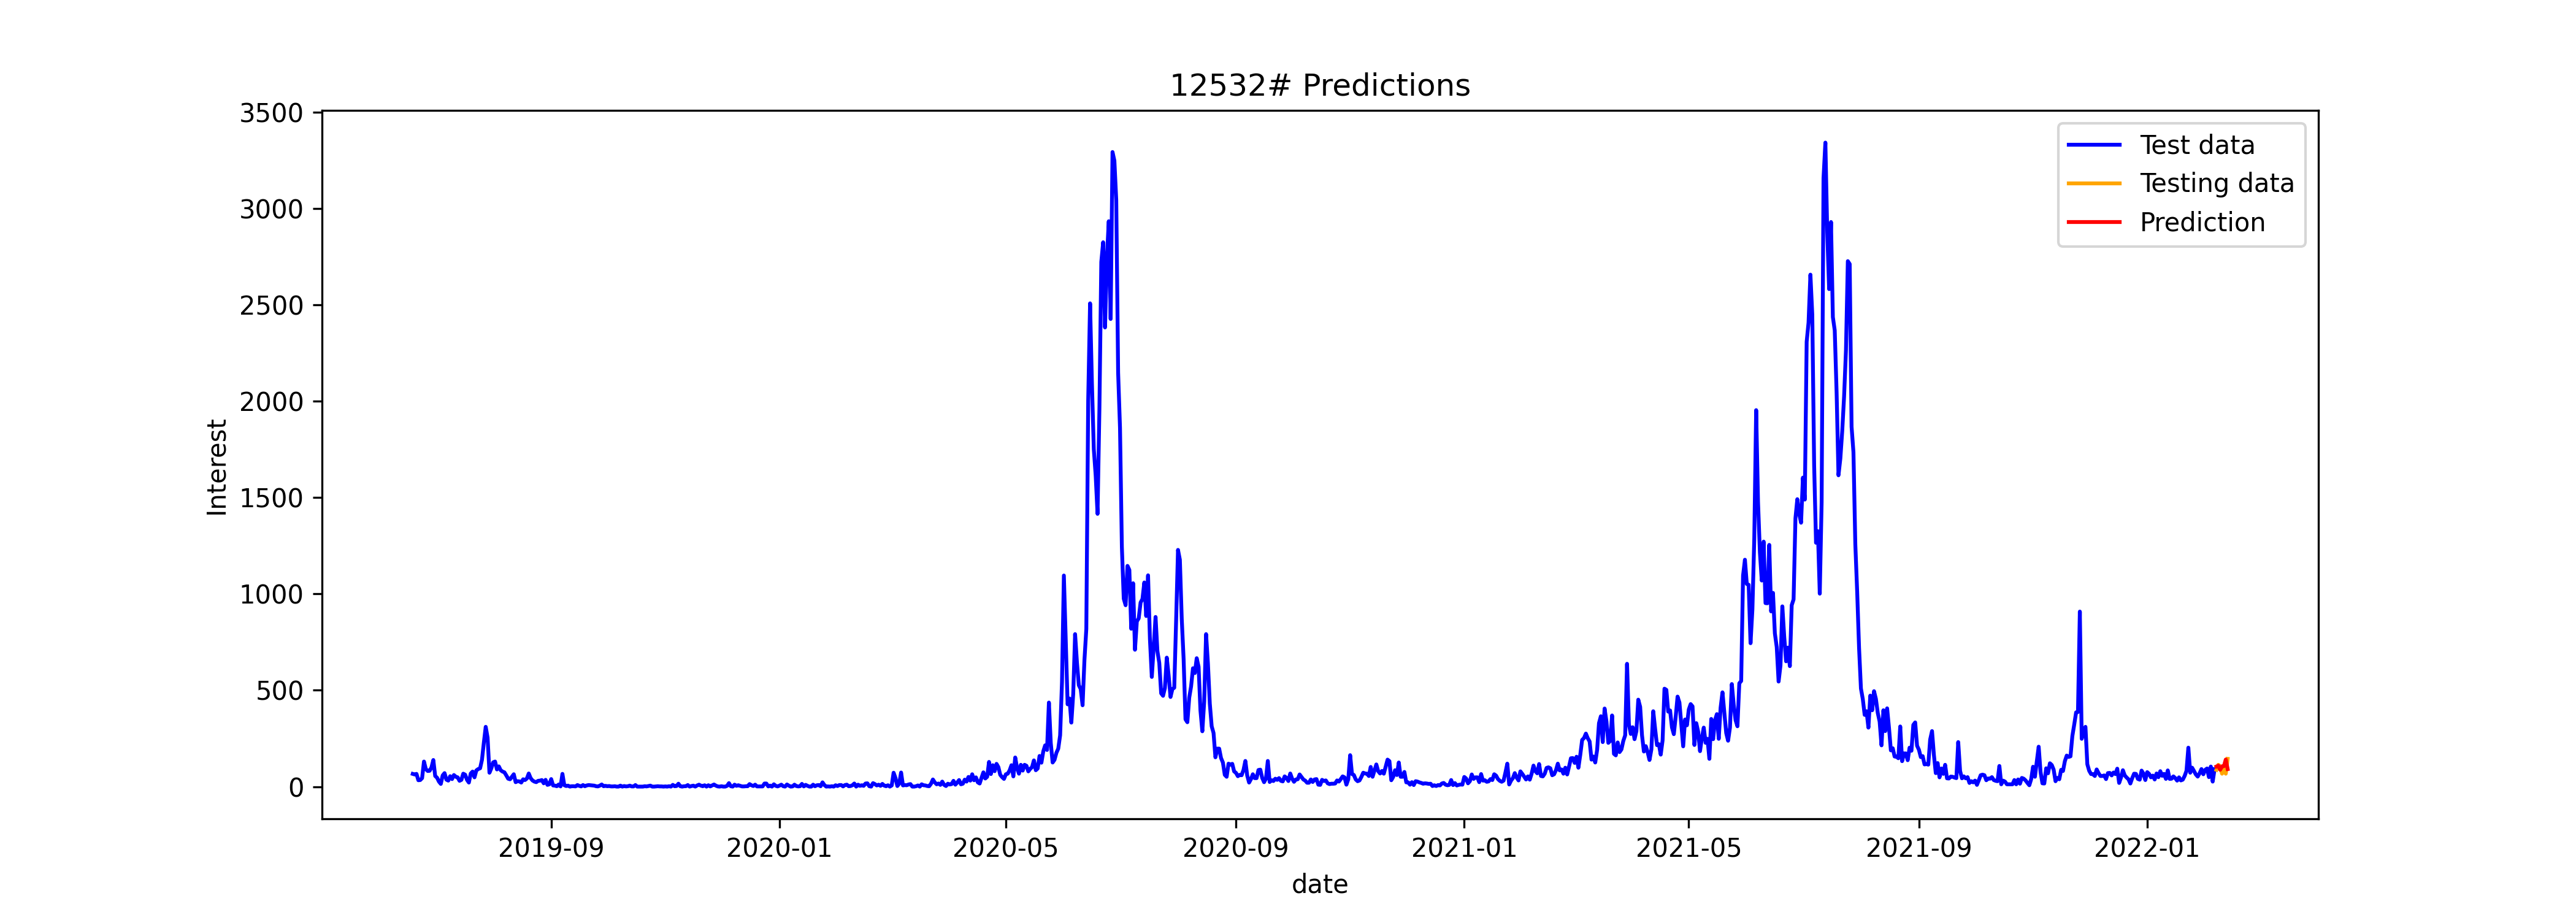 12532# Predictions
3500
3000
2500
2000
1500
1000
500
0
Interest
Test data
Testing data
Prediction
2019-09
2020-01
2020-05
2020-09
2021-01
2021-05
2021-09
2022-01
date